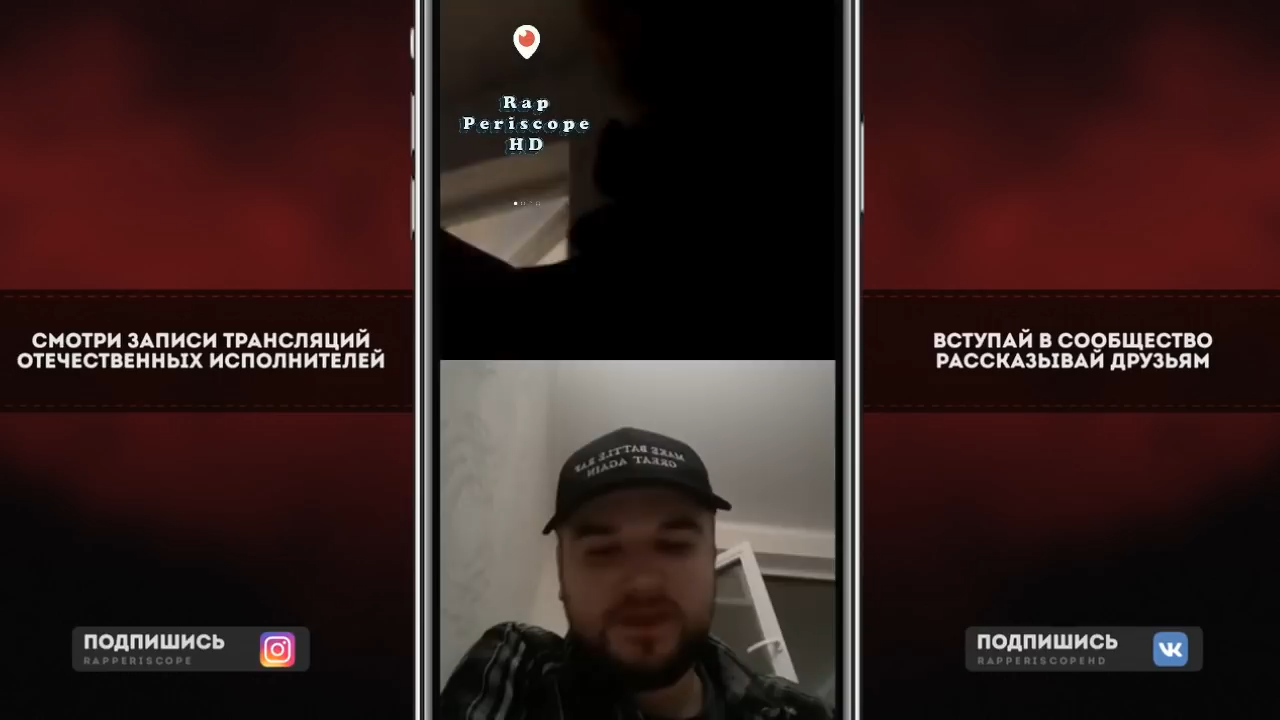 Rap
Periscope
HD
СМОТРИ ЗАПИСИ ТРАНСЛЯЦИЙ
ОТЕЧЕСТВЕННЫХ ИСПОЛНИТЕЛЕЙ
ВСТУПАЙ В СООБЩЕСТВО
РАССКАЗЫВАЙ ДРУЗЬЯМ
MAKE BATTLE RAP
GREAT AGAIN
ПОДПИШИСЬ
RAPPERISCOPE
ПОДПИШИСЬ
RAPPERISCOPEHD